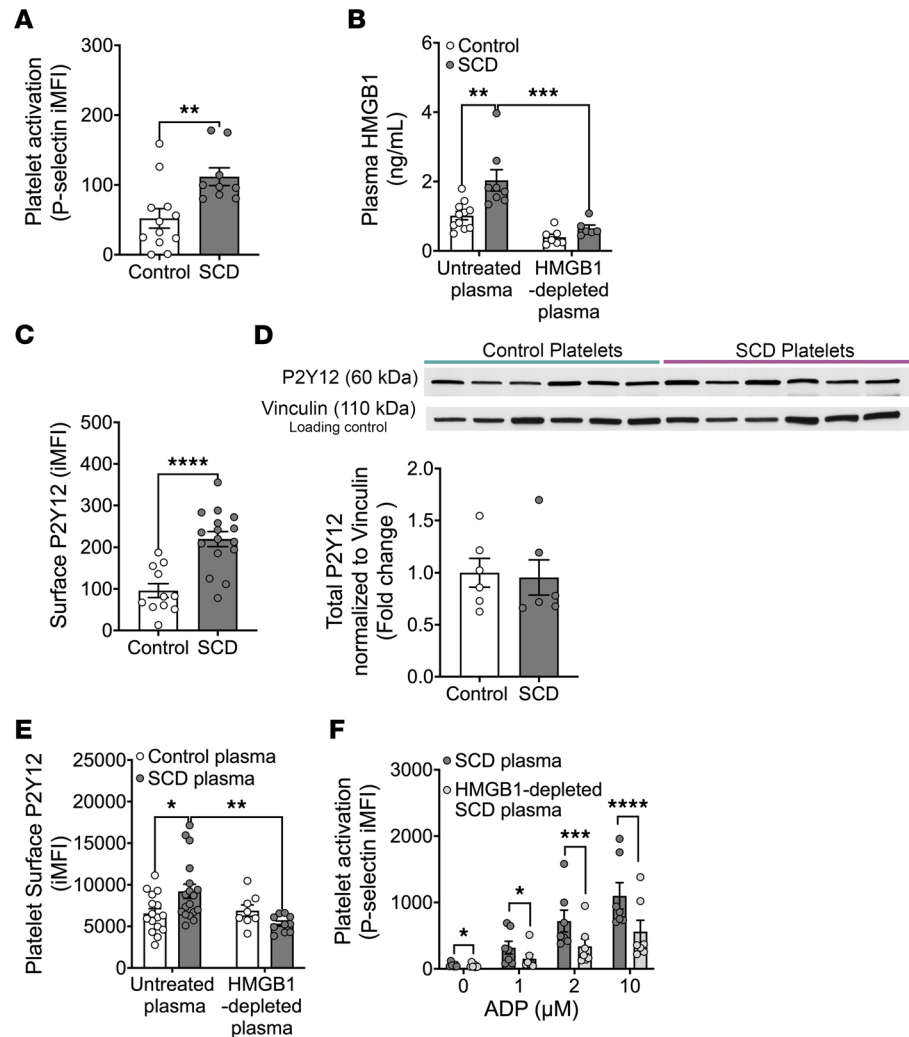 A
Platelet activation
(P-selectin iMFI)
300
200
100
0
**
Control
SCD
B
Plasma HMGB1
(ng/mL)
6
4
2
0
Control
SCD
**
***
Untreated
plasma
HMGB1
-depleted
plasma
C
Surface P2Y12 (iMFI)
500
400
300
200
100
0
****
Control
SCD
D
Control Platelets
SCD Platelets
P2Y12 (60 kDa)
Vinculin (110 kDa)
Loading control
Total P2Y12
normalized to Vinculin
(Fold change )
2.0
1.5
1.0
0.5
0.0
Control
SCD
E
Platelet Surface P2Y12
(iMFI)
25000
20000
15000
10000
5000
0
Control plasma
SCD plasma
*
**
Untreated
plasma
HMGB1
-depleted
plasma
F
Platelet activation
(P-selectin iMFI)
3000
2000
1000
0
SCD plasma
HMGB1-depleted
SCD plasma
*
*
***
****
0
1
2
10
ADP (µM)